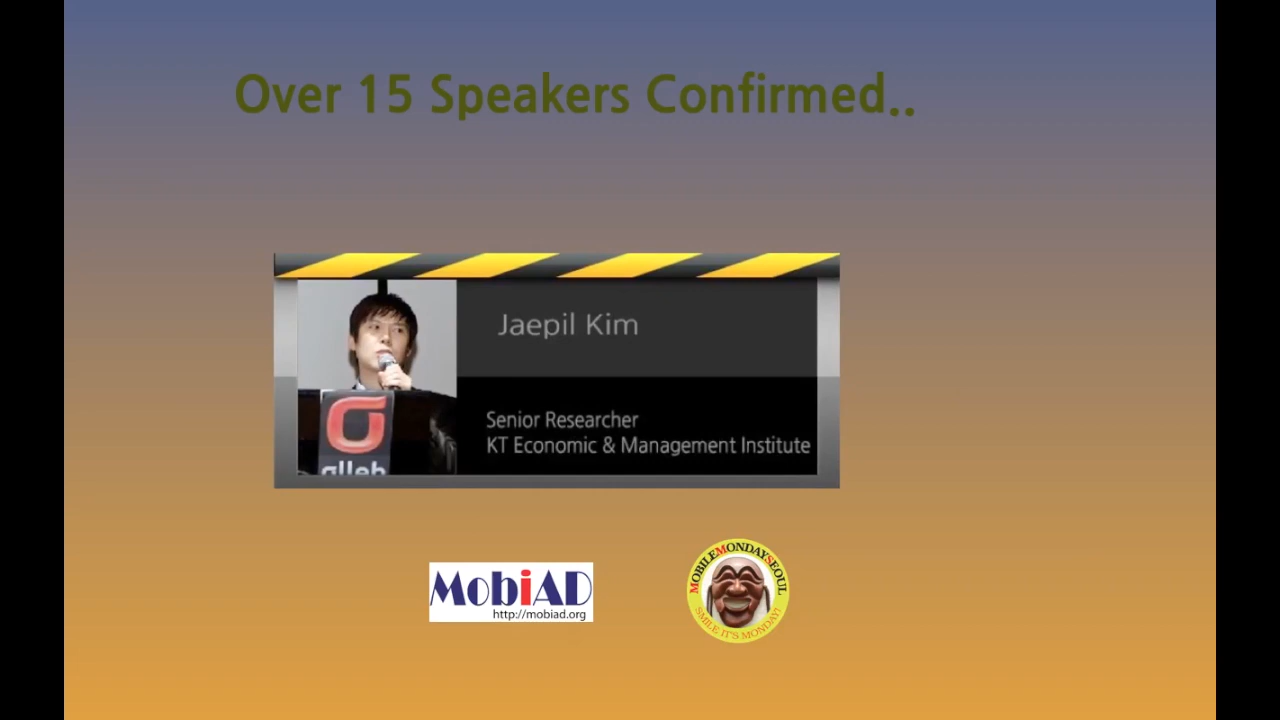 Over 15 Speakers Confirmed..
Jaepil Kim
Senior Researcher
KT Economic & Management Institute
olleh
MobiAD
http://mobiad.org
MOBILEMONDAYSEOUL
SMILE IT'S MONDAY!